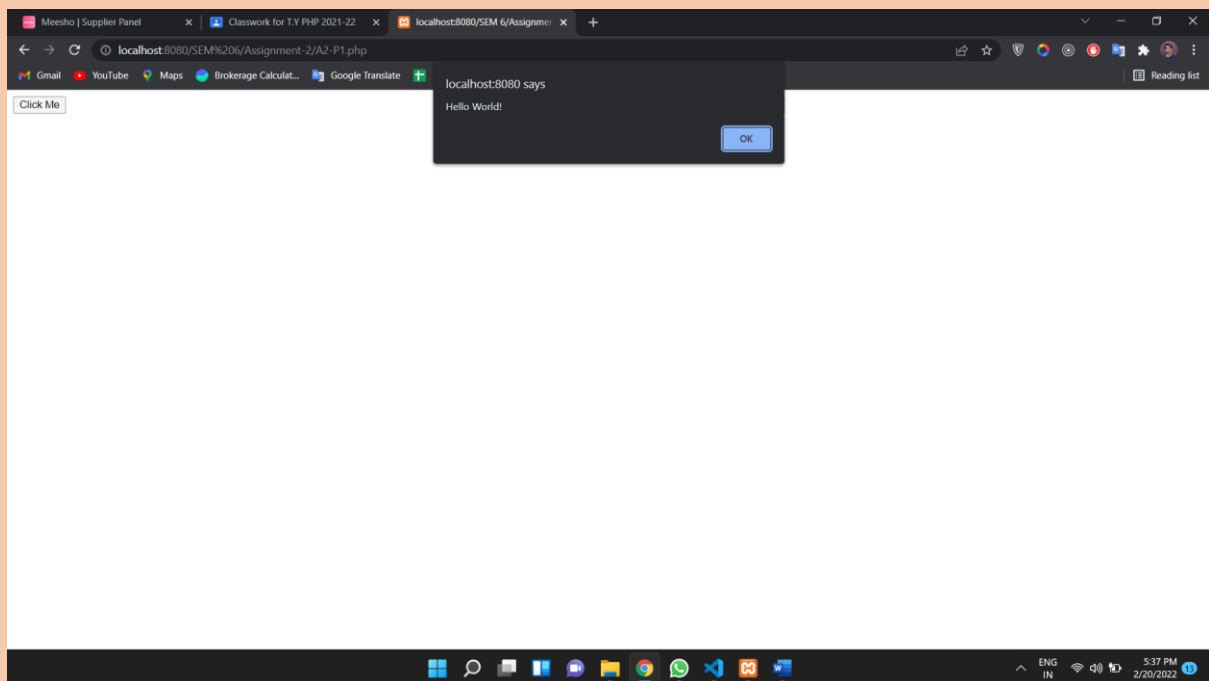 Meesho | Supplier Panel
Classwork for T.Y PHP 2021-22
localhost:8080/SEM 6/Assignmen
localhost:8080/SEM%206/Assignment-2/A2-P1.php
Gmail
YouTube
Maps
Brokerage Calculat...
Google Translate
Reading list
localhost:8080 says
Hello World!
OK
Click Me
ENG
IN
5:37 PM
2/20/2022
13